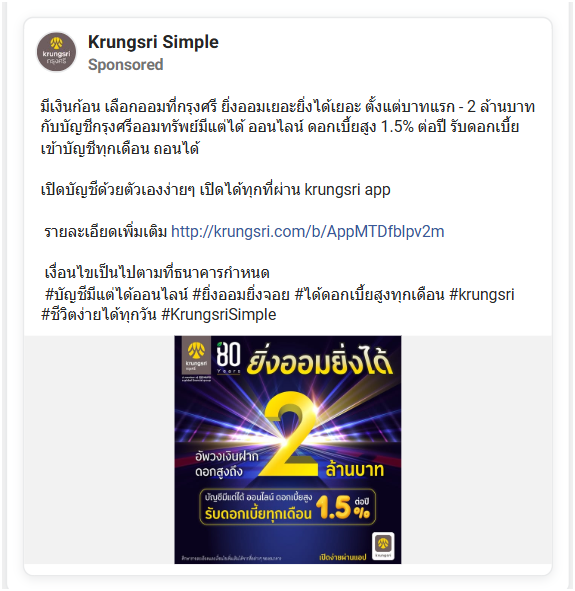 Krungsri Simple
Sponsored
krungsri
กรุงศรี
มีเงินก้อน เลือกออมที่กรุงศรี ยิ่งออมเยอะยิ่งได้เยอะ ตั้งแต่บาทแรก - 2 ล้านบาท
กับบัญชีกรุงศรีออมทรัพย์มีแต่ได้ ออนไลน์ ดอกเบี้ยสูง 1.5% ต่อปี รับดอกเบี้ย
เข้าบัญชีทุกเดือน ถอนได้
เปิดบัญชีด้วยตัวเองง่ายๆ เปิดได้ทุกที่ผ่าน krungsri app
รายละเอียดเพิ่มเติม http://krungsri.com/b/AppMTDfblpv2m
เงื่อนไขเป็นไปตามที่ธนาคารกำหนด
#บัญชีมีแต่ได้ออนไลน์ #ยิ่งออมยิ่งจอย #ได้ดอกเบี้ยสูงทุกเดือน #krungsri
#ชีวิตง่ายได้ทุกวัน #KrungsriSimple
krungsri
กรุงศรี
80
Years
ยิ่งออมยิ่งได้
อัพวงเงินฝาก
ดอกสูงถึง
2
ล้านบาท
บัญชีมีแต่ได้ ออนไลน์ ดอกเบี้ยสูง
รับดอกเบี้ยทุกเดือน 1.5% ต่อปี
เปิดง่ายผ่านแอป
krungsri